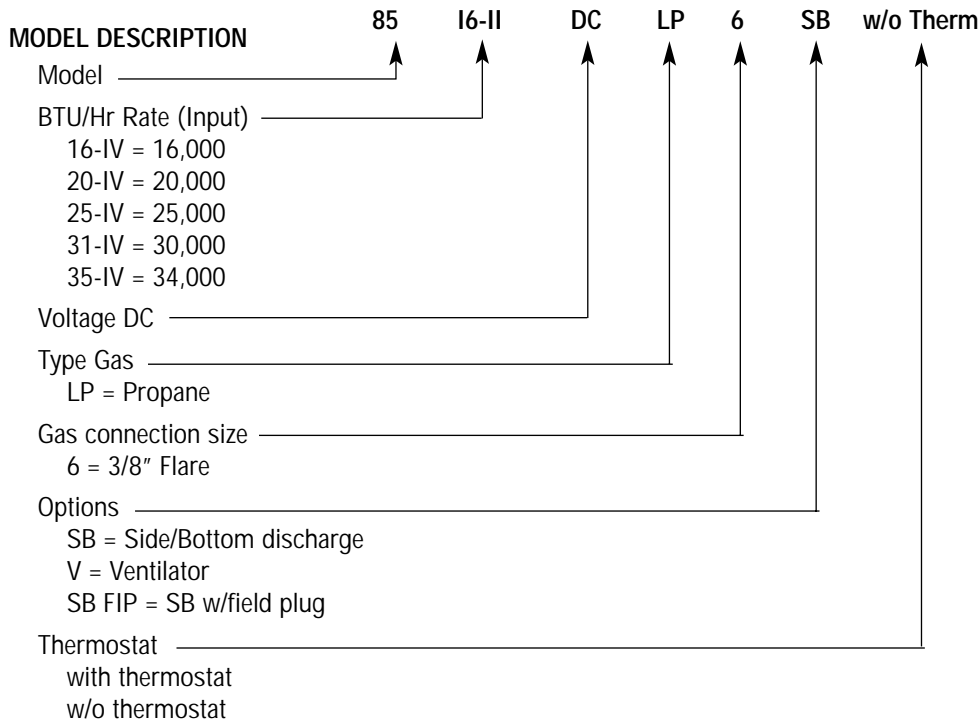 85 I6-II DC LP 6 SB w/o Therm
MODEL DESCRIPTION
Model
BTU/Hr Rate (Input)
16-IV = 16,000
20-IV = 20,000
25-IV = 25,000
31-IV = 30,000
35-IV = 34,000
Voltage DC
Type Gas
LP = Propane
Gas connection size
6 = 3/8" Flare
Options
SB = Side/Bottom discharge
V = Ventilator
SB FIP = SB w/field plug
Thermostat
with thermostat
w/o thermostat